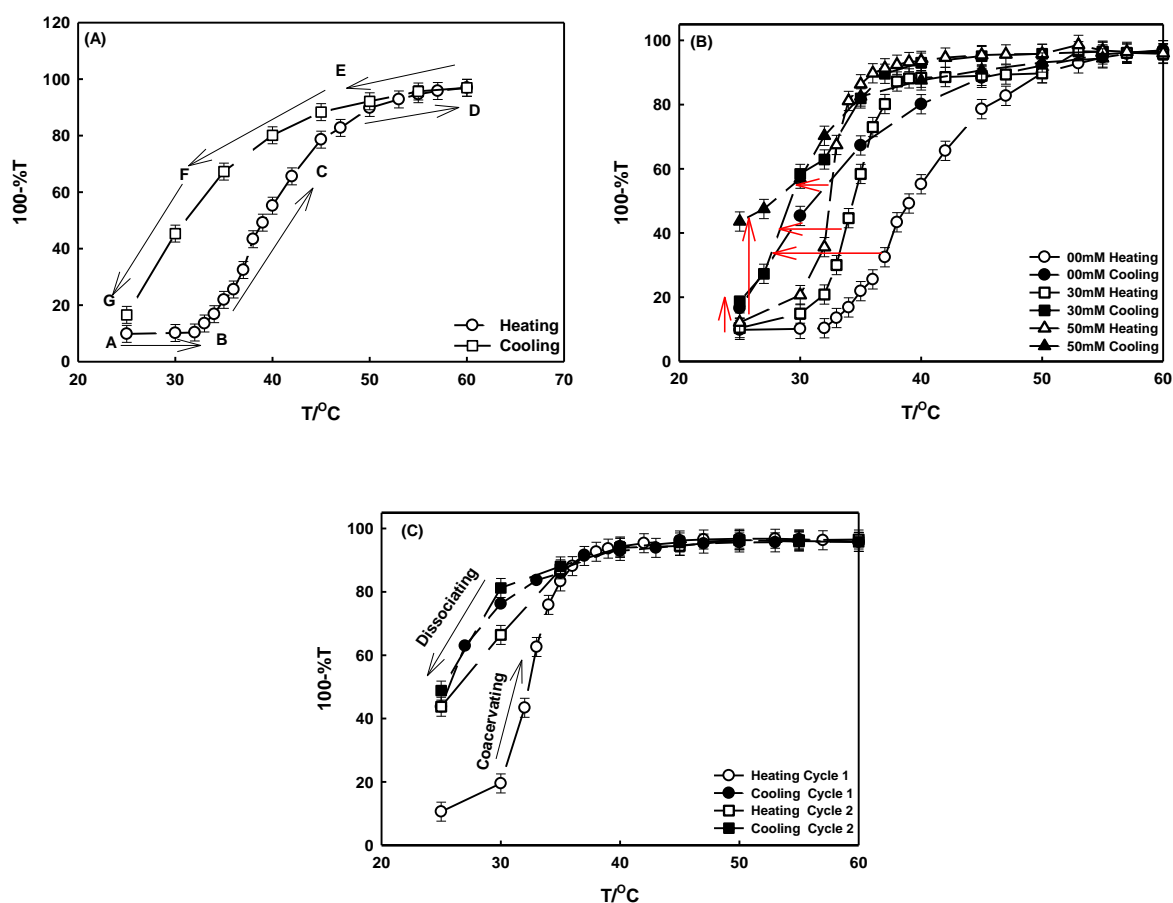 (A)
100-%T
120
100
80
60
40
20
0
E
D
F
C
G
A
B
Heating
Cooling
20 30 40 50 60 70
T/ᴼC
(B)
100-%T
100
80
60
40
20
0
00mM Heating
00mM Cooling
30mM Heating
30mM Cooling
50mM Heating
50mM Cooling
20 30 40 50 60
T/ᴼC
(C)
100-%T
100
80
60
40
20
0
Dissociating
Coacervating
Heating Cycle 1
Cooling Cycle 1
Heating Cycle 2
Cooling Cycle 2
20 30 40 50 60
T/ᴼC